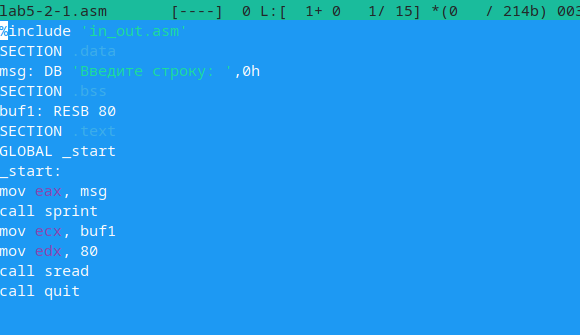 lab5-2-1.asm [----] 0 L:[ 1+ 0 1/ 15] *(0 / 214b) 003
%include 'in_out.asm'
SECTION .data
msg: DB 'Введите строку: ',0h
SECTION .bss
buf1: RESB 80
SECTION .text
GLOBAL _start
_start:
mov eax, msg
call sprint
mov ecx, buf1
mov edx, 80
call sread
call quit